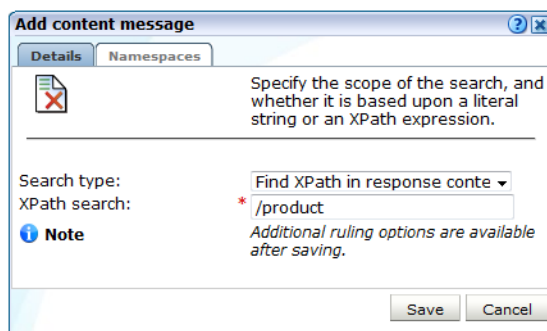 Add content message
Details
Namespaces
Specify the scope of the search, and
whether it is based upon a literal
string or an XPath expression.
Search type:
Find XPath in response conte
XPath search:
* /product
Note
Additional ruling options are available
after saving.
Save
Cancel